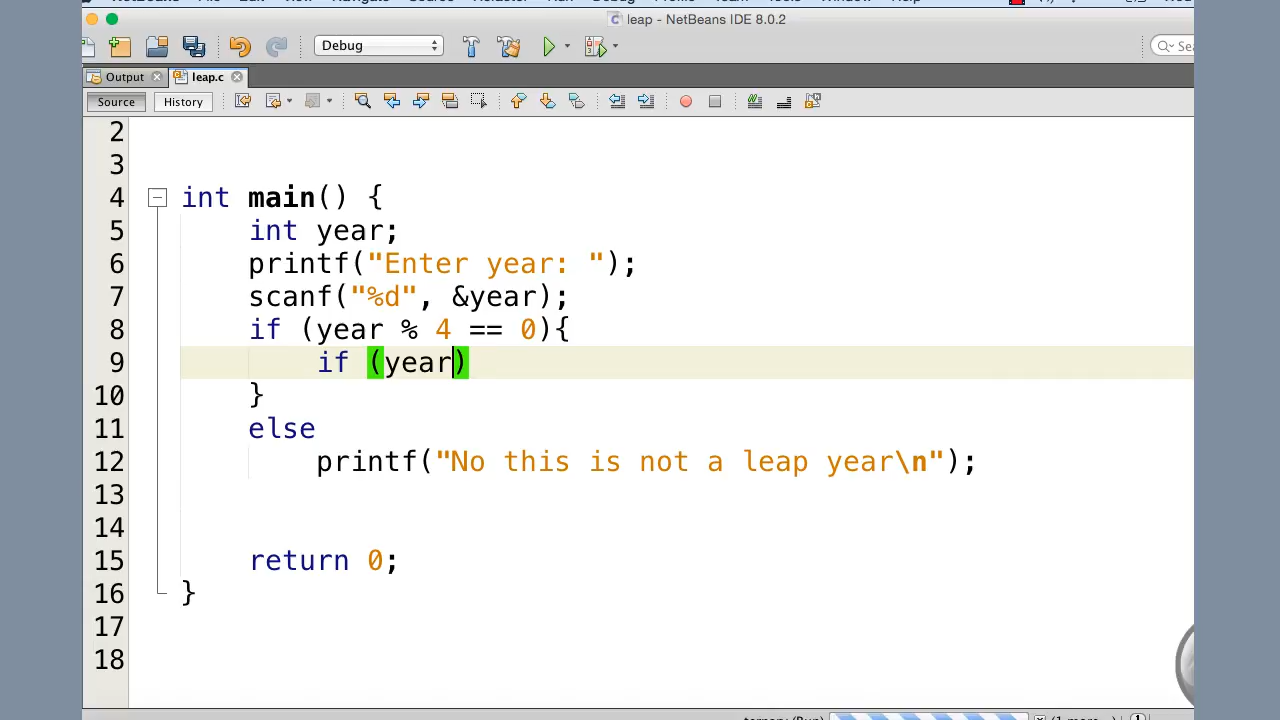 leap - NetBeans IDE 8.0.2
Debug
Output
leap.c
Source
History
2
3
4 int main() {
5 int year;
6 printf("Enter year: ");
7 scanf("%d", &year);
8 if (year % 4 == 0){
9 if (year)
10 }
11 else
12 printf("No this is not a leap year\n");
13
14
15 return 0;
16 }
17
18